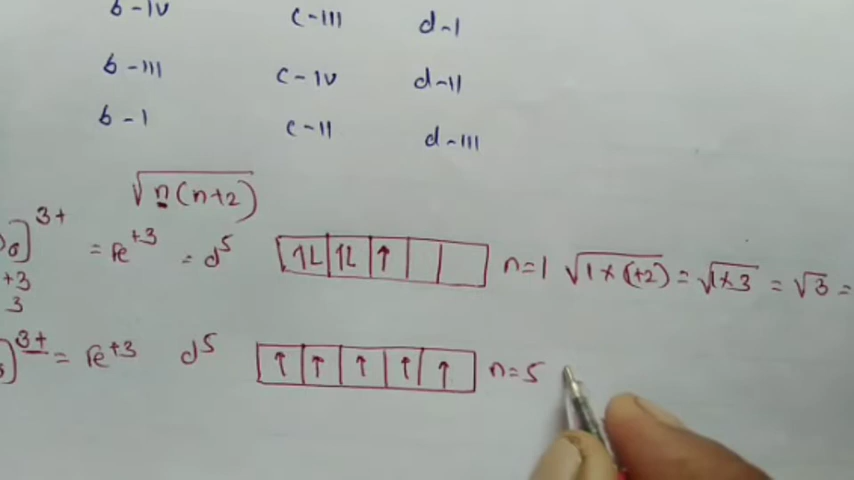 b-IV c-III d-I
b-III c-IV d-II
b-I c-II d-III
√n(n+2)
]3+ = Fe+3 = d5 1L 1L ↑ n=1 √1×(+2) = √1×3 = √3 =
+3
3
]3+ = Fe+3 d5 ↑ ↑ ↑ ↑ ↑ n=5